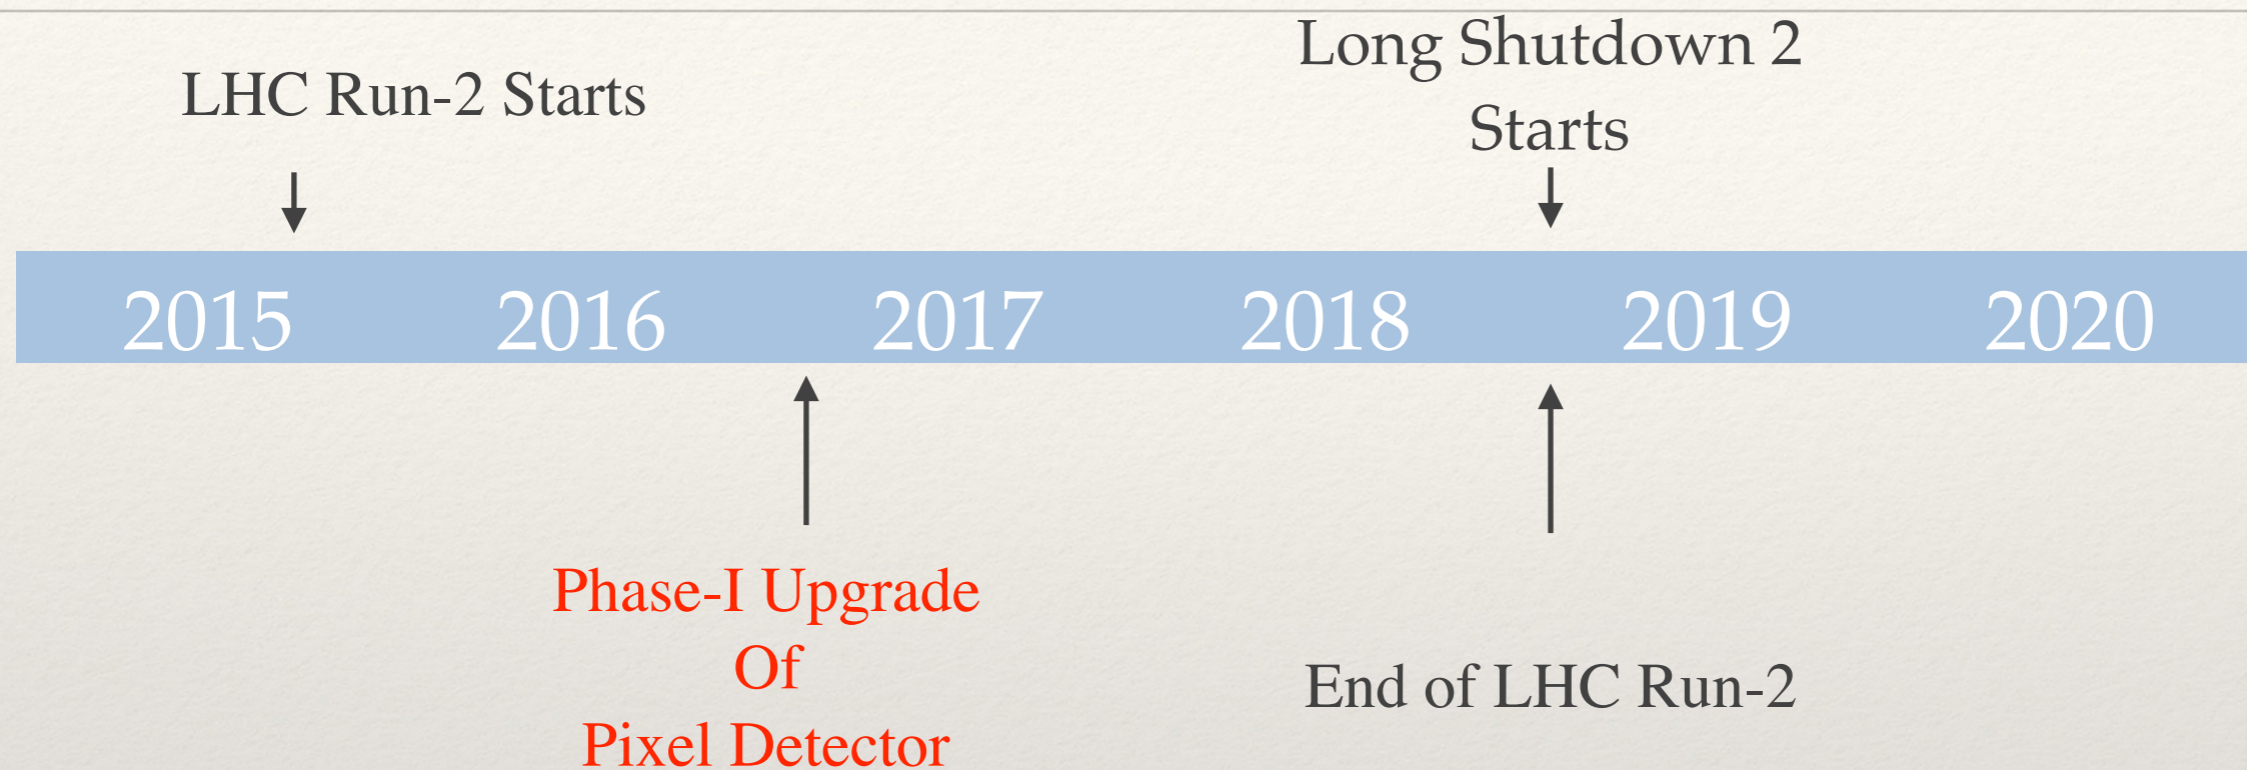 LHC Run-2 Starts
Long Shutdown 2
Starts
2015 2016 2017 2018 2019 2020
Phase-I Upgrade
Of
Pixel Detector
End of LHC Run-2